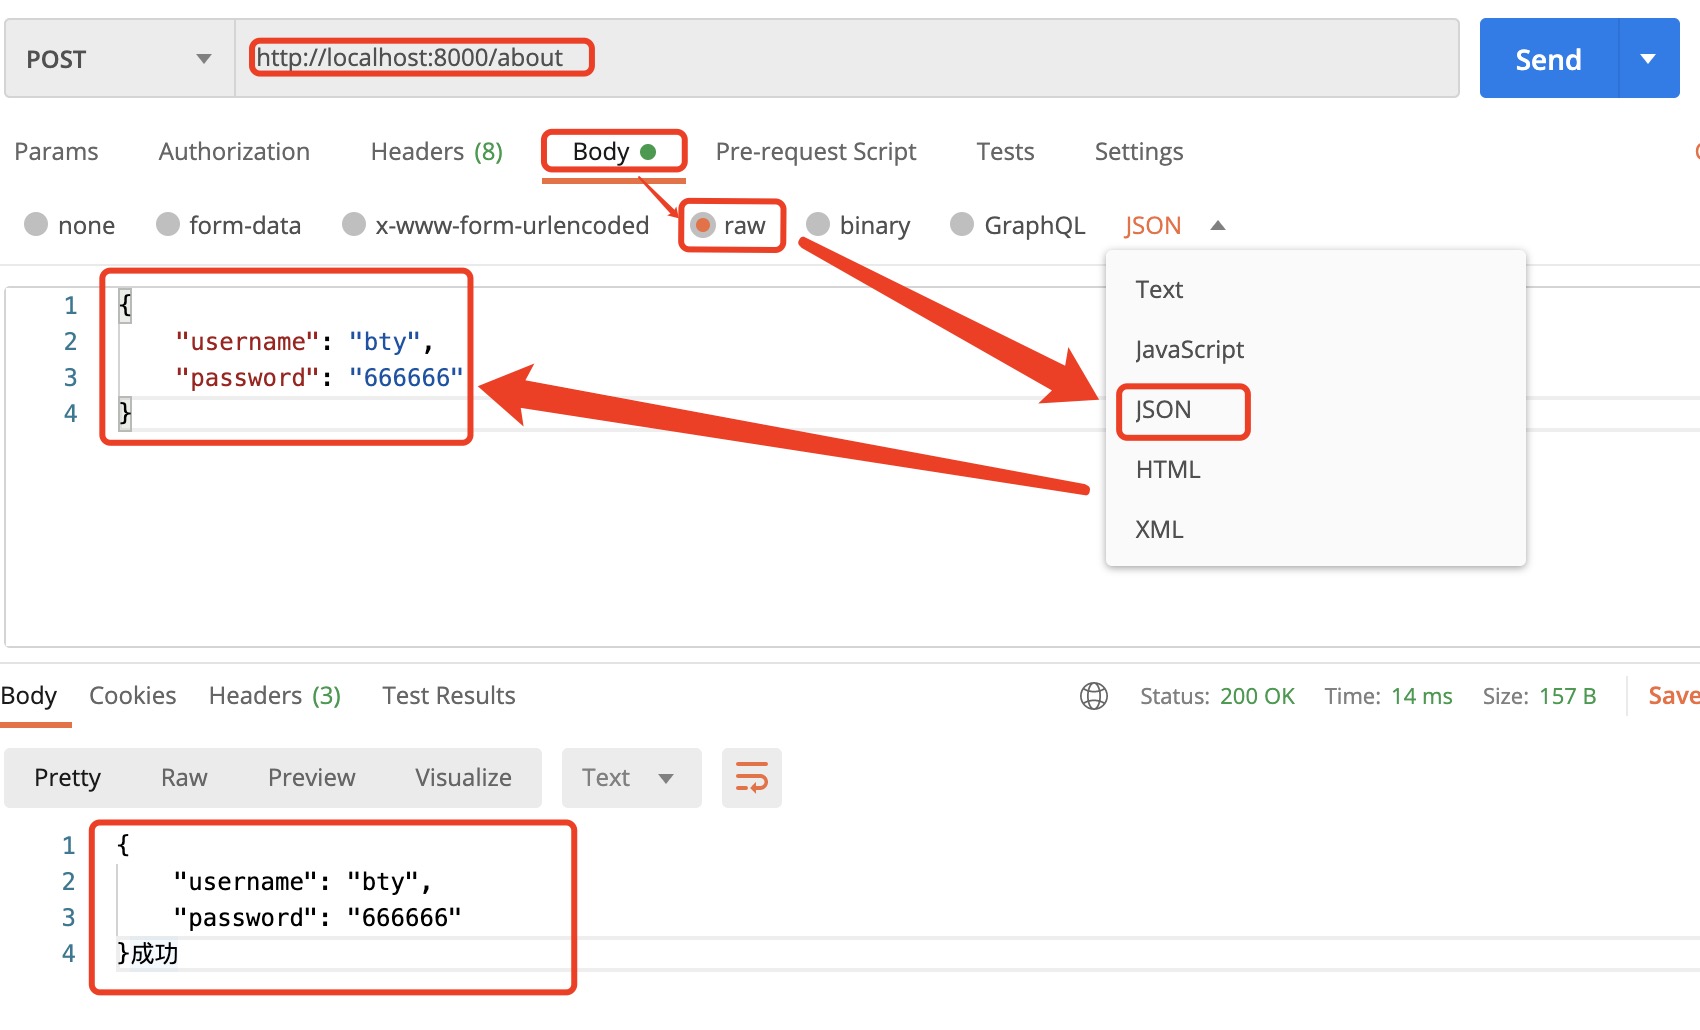 POST http://localhost:8000/about Send
Params Authorization Headers (8) Body Pre-request Script Tests Settings
none form-data x-www-form-urlencoded raw binary GraphQL JSON
Text
JavaScript
JSON
HTML
XML
1 {
2 "username": "bty",
3 "password": "666666"
4 }
Body Cookies Headers (3) Test Results Status: 200 OK Time: 14 ms Size: 157 B Save
Pretty Raw Preview Visualize Text
1 {
2 "username": "bty",
3 "password": "666666"
4 }成功